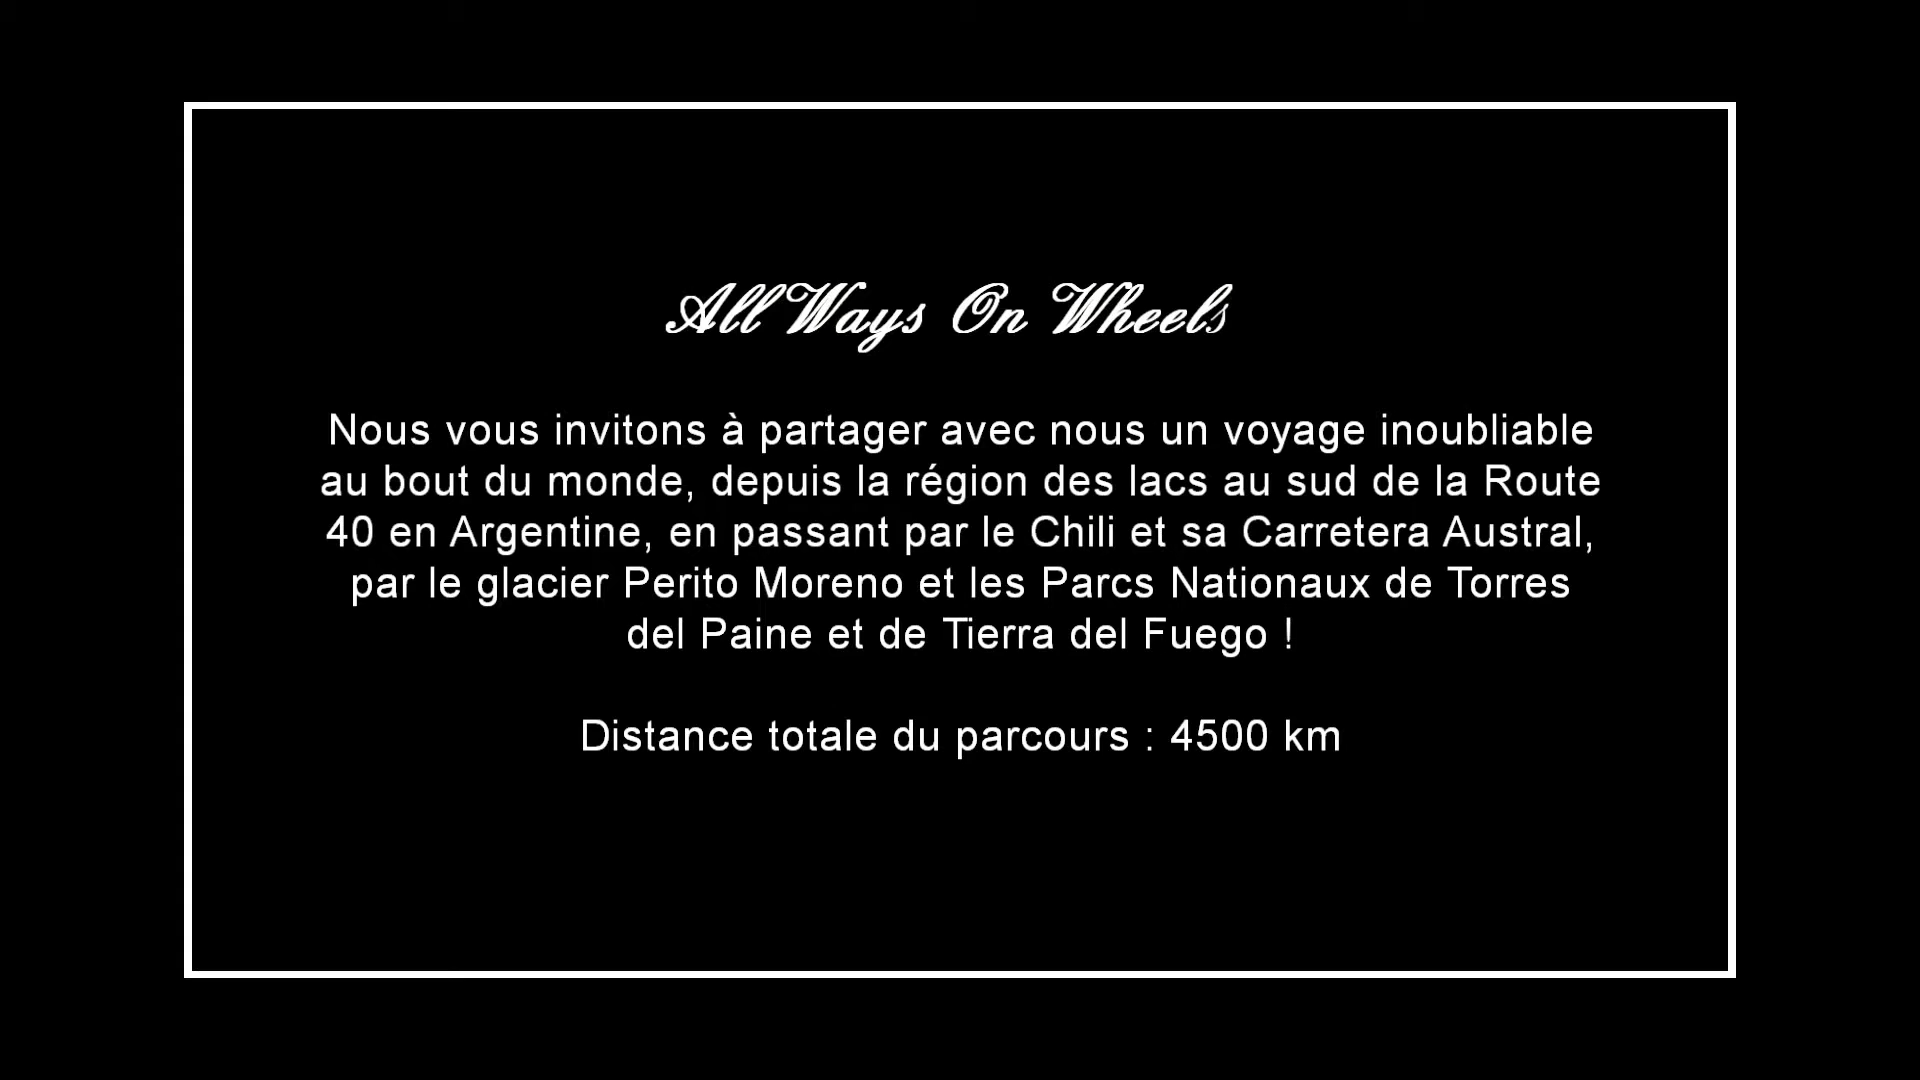 All Ways On Wheels
Nous vous invitons à partager avec nous un voyage inoubliable
au bout du monde, depuis la région des lacs au sud de la Route
40 en Argentine, en passant par le Chili et sa Carretera Austral,
par le glacier Perito Moreno et les Parcs Nationaux de Torres
del Paine et de Tierra del Fuego !
Distance totale du parcours : 4500 km